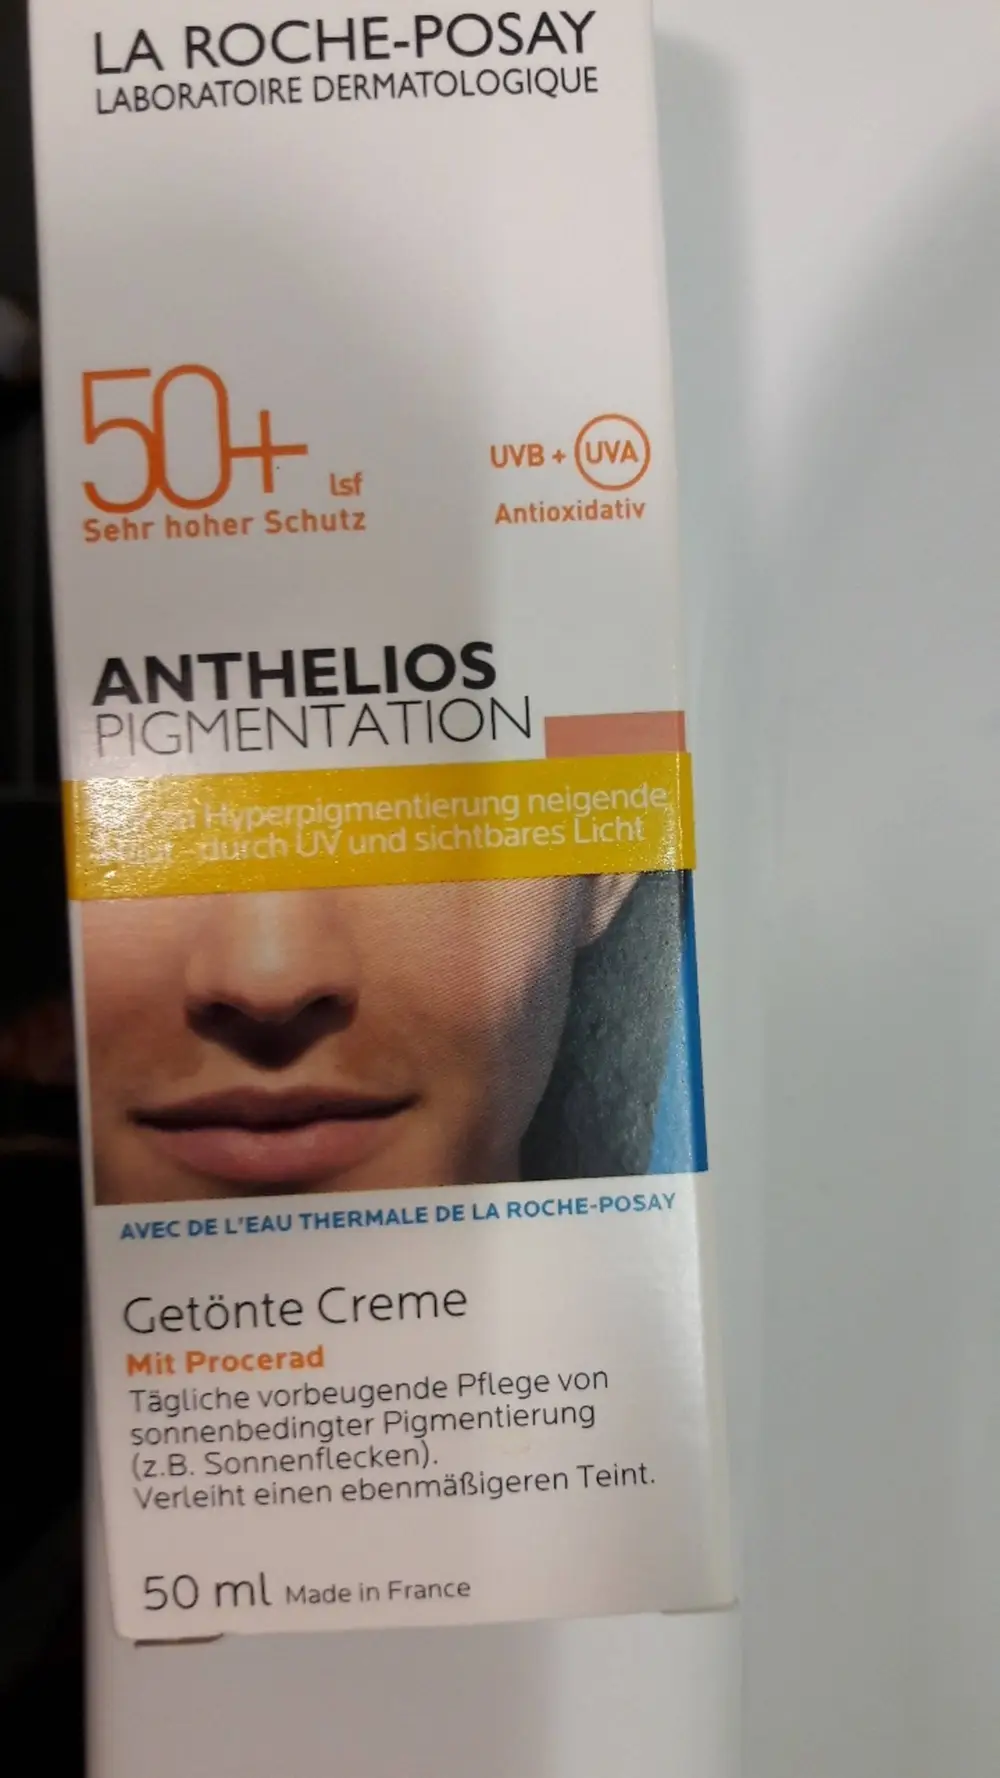 LA ROCHE-POSAY
LABORATOIRE DERMATOLOGIQUE
50+ lsf
Sehr hoher Schutz
UVB + UVA
Antioxidativ
ANTHELIOS
PIGMENTATION
Hyperpigmentierung neigende
durch UV und sichtbares Licht
AVEC DE L'EAU THERMALE DE LA ROCHE-POSAY
Getönte Creme
Mit Procerad
Tägliche vorbeugende Pflege von
sonnenbedingter Pigmentierung
(z.B. Sonnenflecken).
Verleiht einen ebenmäßigeren Teint.
50 ml Made in France